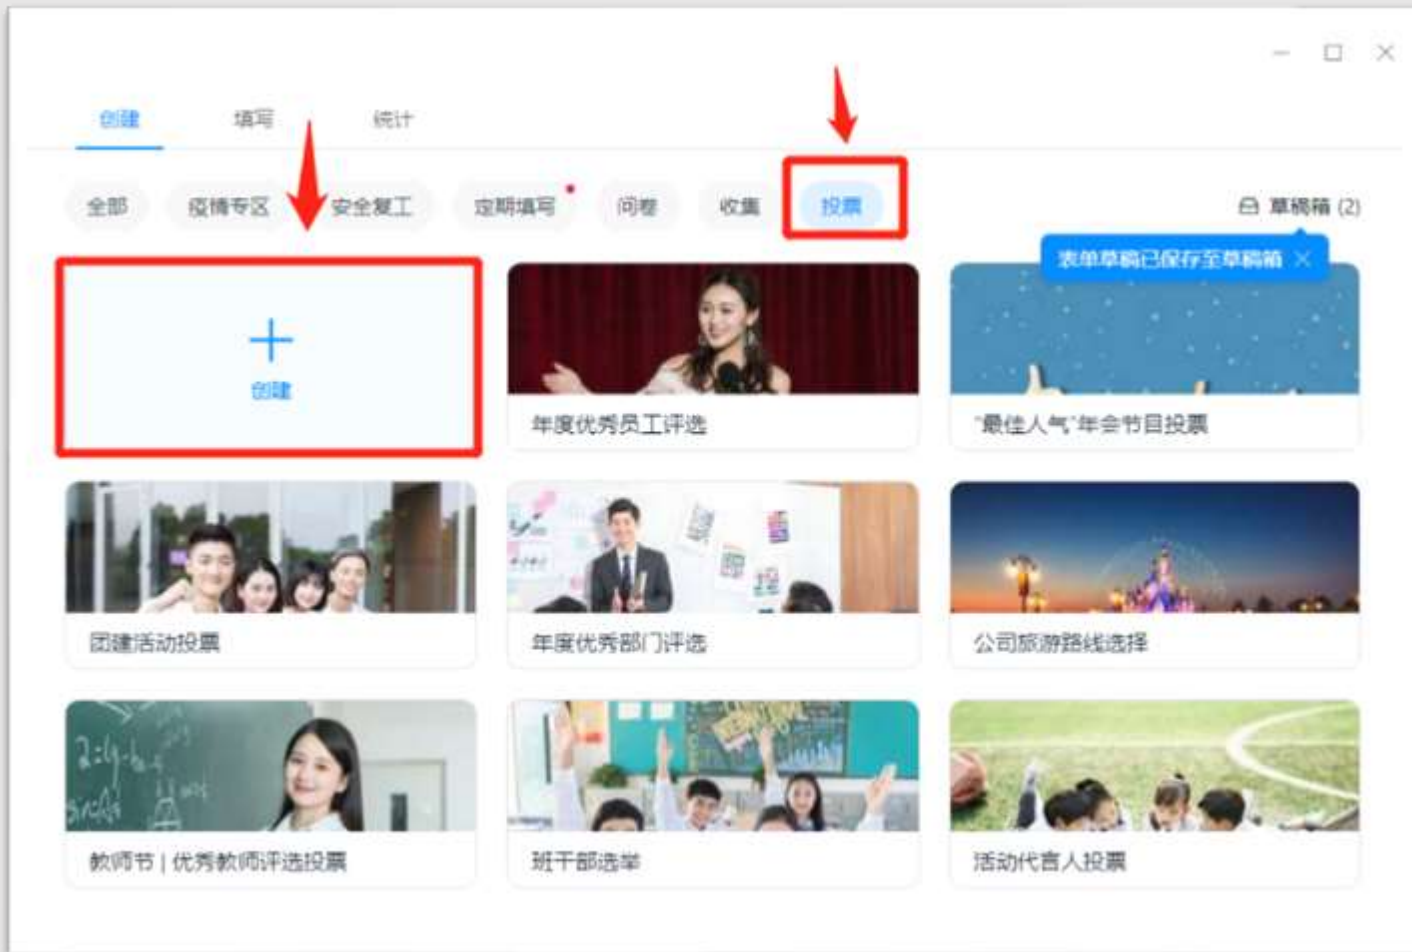 创建
填写
统计
全部
疫情专区
安全复工
定期填写
问卷
收集
投票
草稿箱 (2)
表单草稿已保存至草稿箱
创建
年度优秀员工评选
“最佳人气”年会节目投票
团建活动投票
年度优秀部门评选
公司旅游路线选择
教师节 | 优秀教师评选投票
班干部选举
活动代言人投票